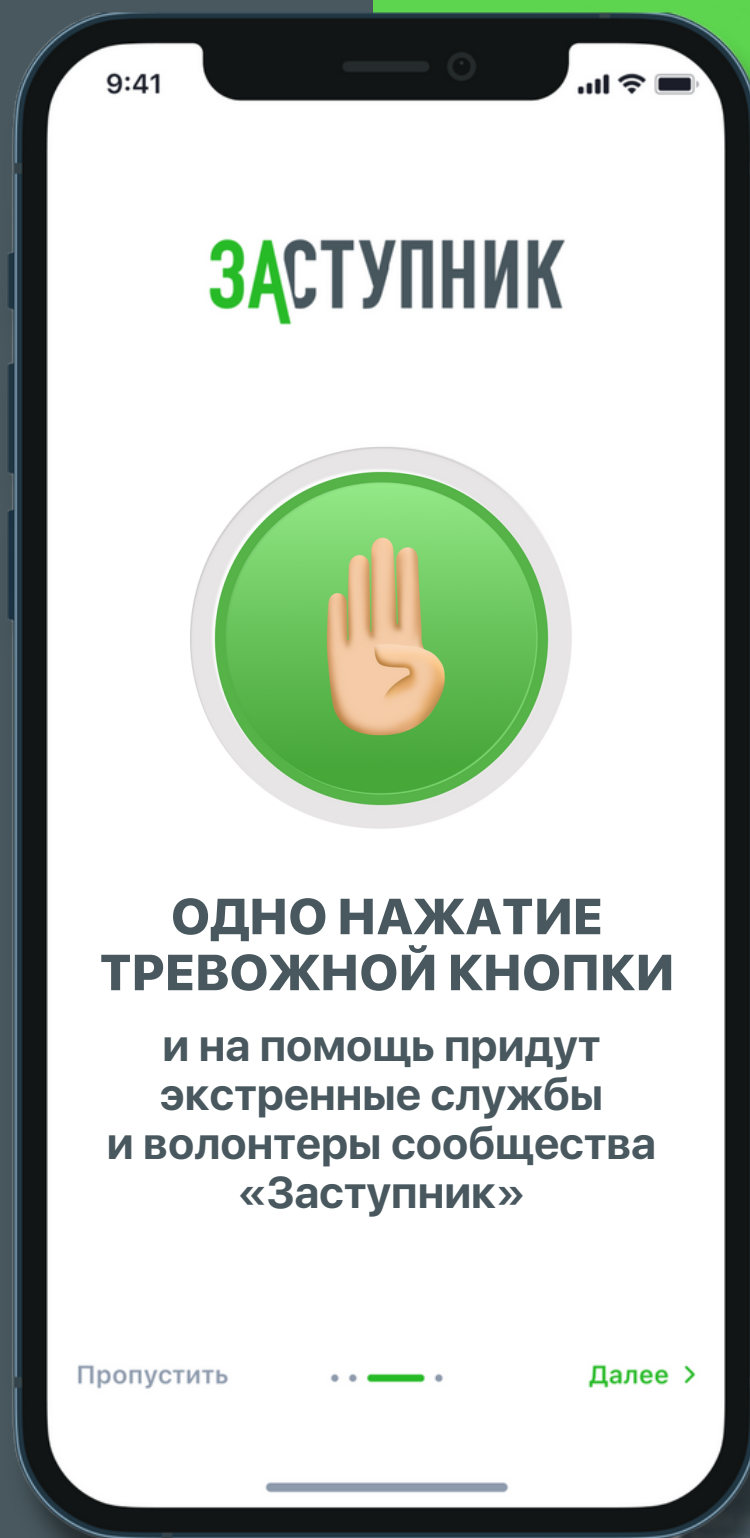 9:41
ЗАСТУПНИК
ОДНО НАЖАТИЕ
ТРЕВОЖНОЙ КНОПКИ
и на помощь придут
экстренные службы
и волонтеры сообщества
«Заступник»
Пропустить
Далее >